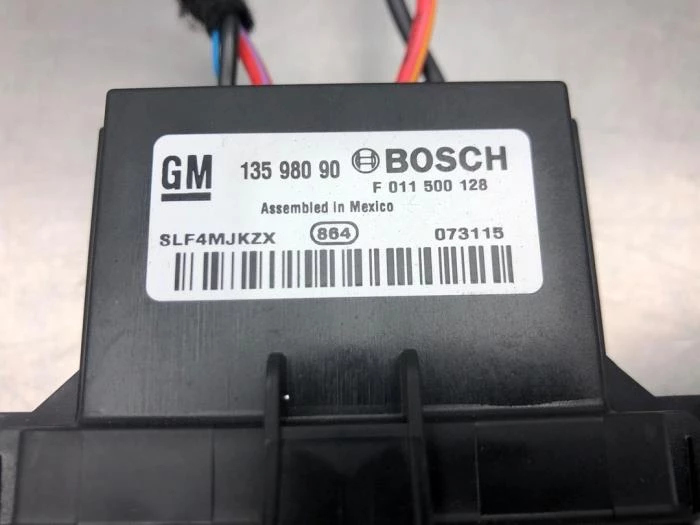 GM 135 980 90 BOSCH
F 011 500 128
Assembled in Mexico
SLF4MJKZX 864 073115